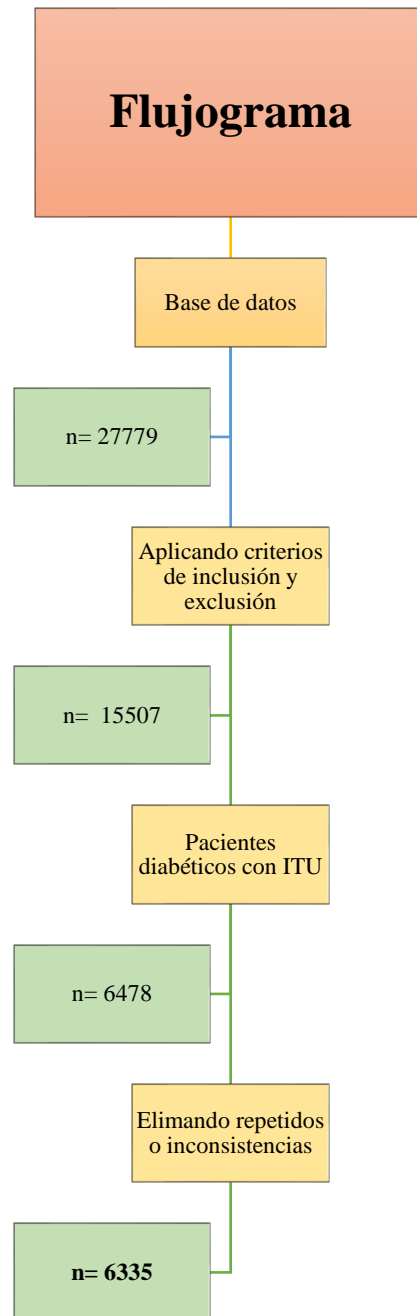 Flujograma
Base de datos
n= 27779
Aplicando criterios
de inclusión y
exclusión
n= 15507
Pacientes
diabéticos con ITU
n= 6478
Elimando repetidos
o inconsistencias
n= 6335